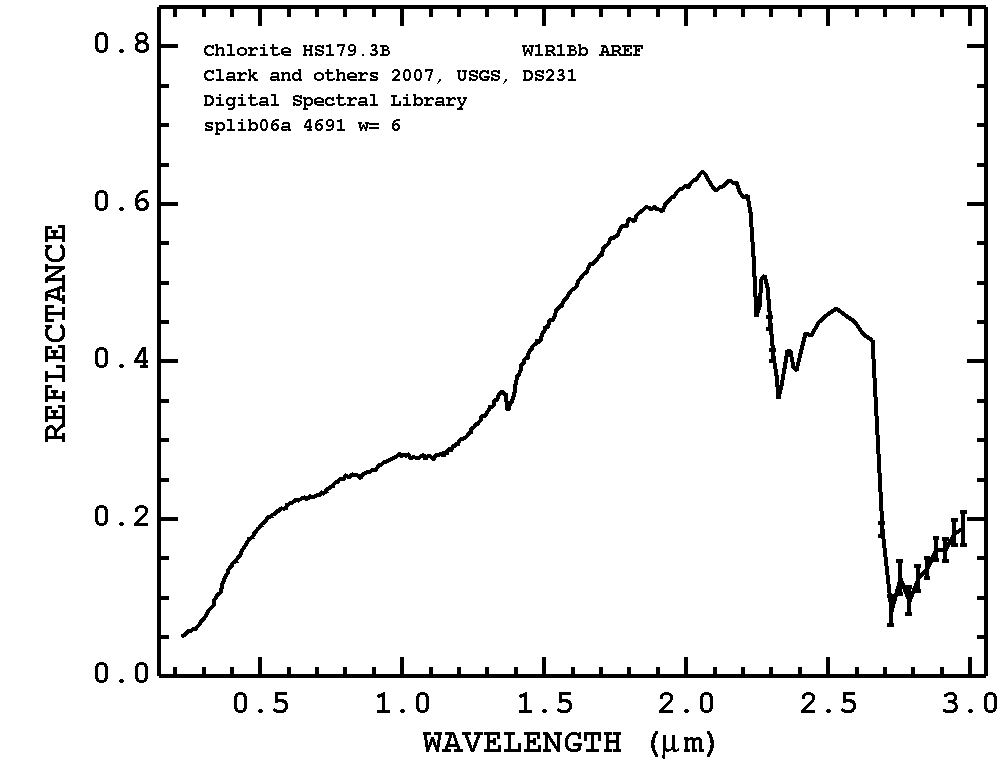 Chlorite HS179.3B W1R1Bb AREF
Clark and others 2007, USGS, DS231
Digital Spectral Library
splib06a 4691 w= 6
0.8
0.6
0.4
0.2
0.0
REFLECTANCE
0.5 1.0 1.5 2.0 2.5 3.0
WAVELENGTH (μm)